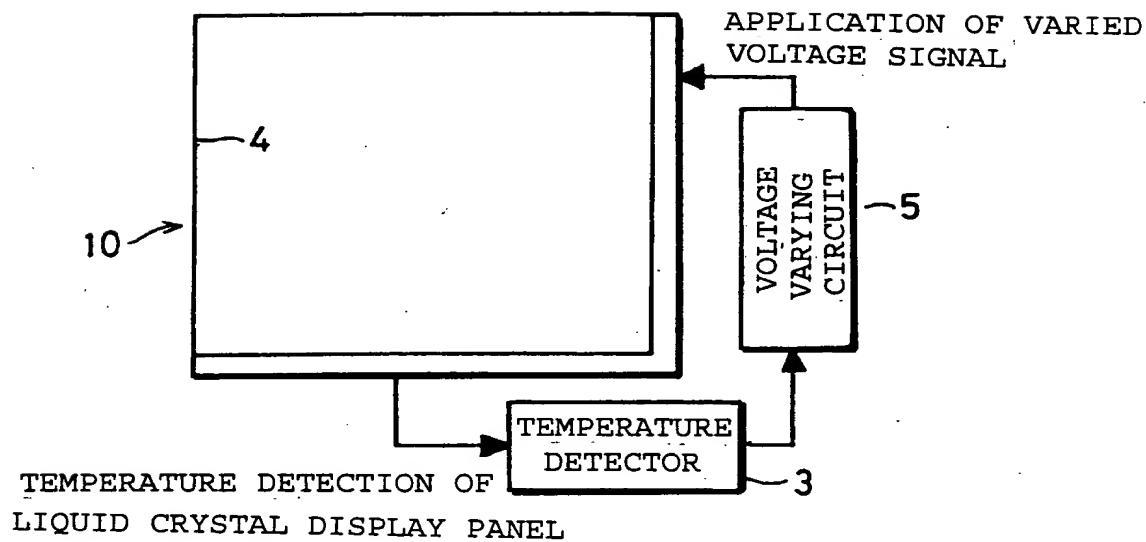 APPLICATION OF VARIED
VOLTAGE SIGNAL
4
10
VOLTAGE
VARYING
CIRCUIT
5
TEMPERATURE
DETECTOR
3
TEMPERATURE DETECTION OF
LIQUID CRYSTAL DISPLAY PANEL